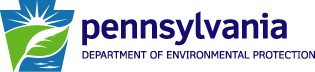 pennsylvania
DEPARTMENT OF ENVIRONMENTAL PROTECTION